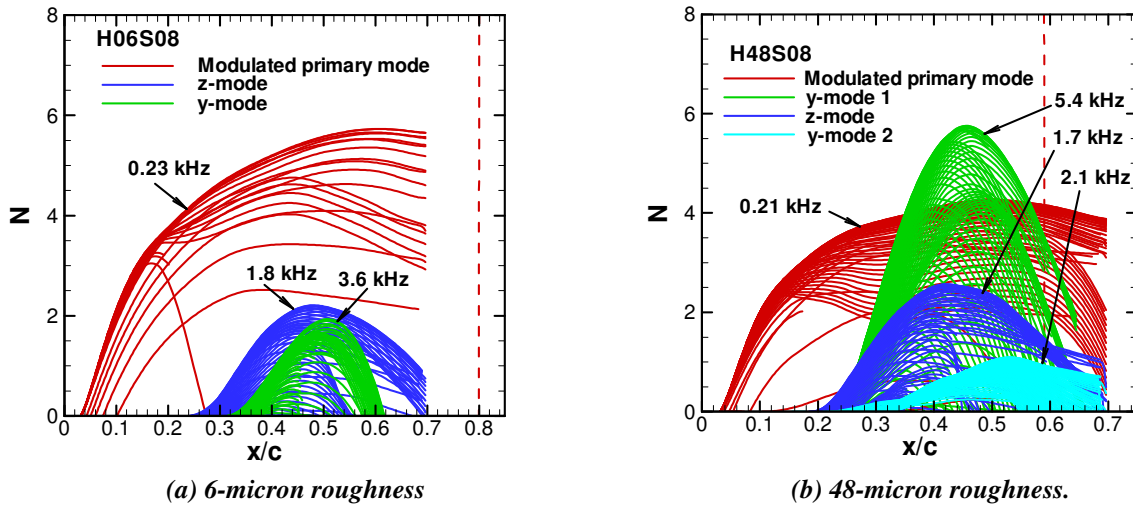 8
H06S08
Modulated primary mode
z-mode
y-mode
6
0.23 kHz
N
4
1.8 kHz
3.6 kHz
2
0
0 0.1 0.2 0.3 0.4 0.5 0.6 0.7 0.8
x/c
(a) 6-micron roughness
8
H48S08
Modulated primary mode
y-mode 1
z-mode
y-mode 2
6
5.4 kHz
1.7 kHz
2.1 kHz
N
4
0.21 kHz
2
0
0 0.1 0.2 0.3 0.4 0.5 0.6 0.7
x/c
(b) 48-micron roughness.